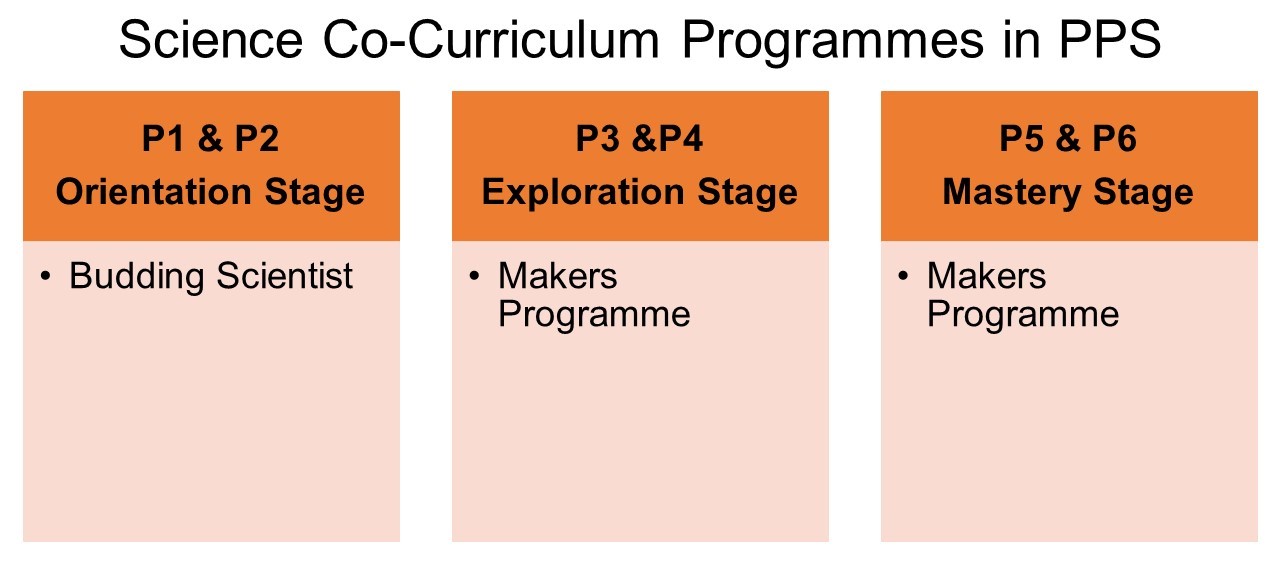 Science Co-Curriculum Programmes in PPS
P1 & P2
Orientation Stage
• Budding Scientist
P3 &P4
Exploration Stage
• Makers
Programme
P5 & P6
Mastery Stage
• Makers
Programme